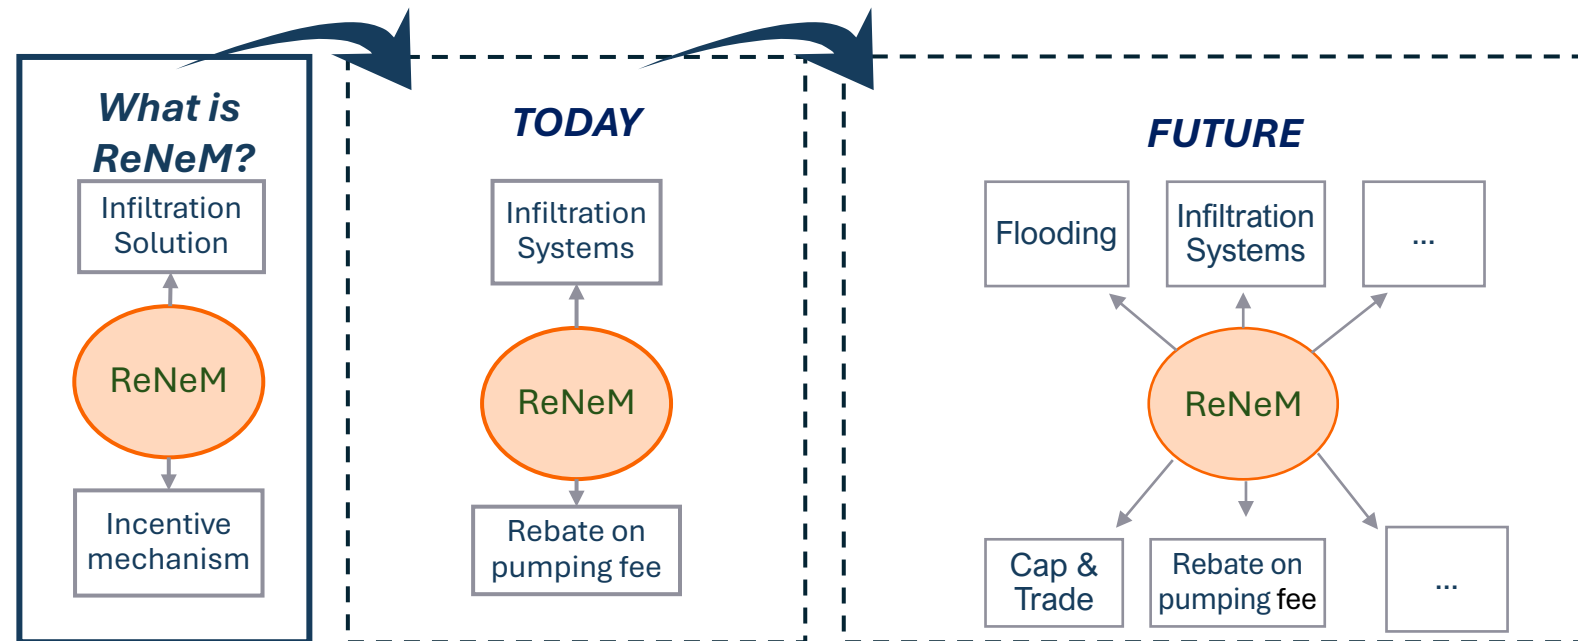 What is
ReNeM?
Infiltration
Solution
ReNeM
Incentive
mechanism
TODAY
Infiltration
Systems
ReNeM
Rebate on
pumping fee
FUTURE
Flooding
Infiltration
Systems
...
ReNeM
Cap &
Trade
Rebate on
pumping fee
...